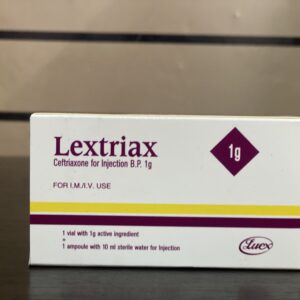 Lextriax
Ceftriaxone for Injection B.P. 1g
1g
FOR I.M./I.V. USE
1 vial with 1g active ingredient
+
1 ampoule with 10 ml sterile water for Injection
Luex